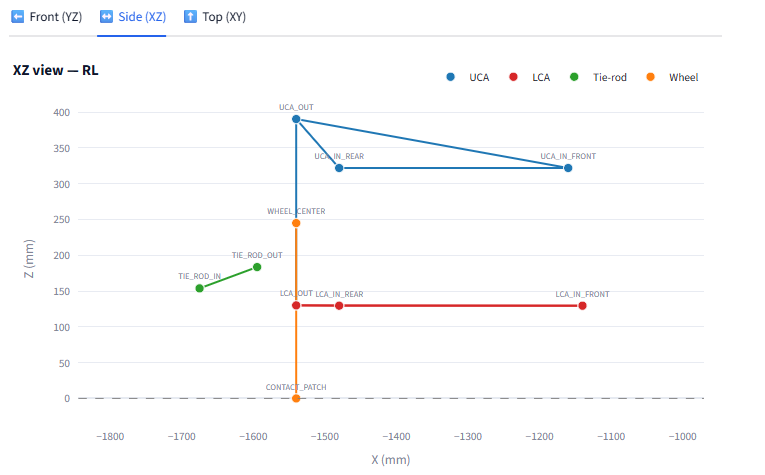 Front (YZ) Side (XZ) Top (XY)
XZ view — RL
UCA LCA Tie-rod Wheel
UCA_OUT
400
350
UCA_IN_REAR UCA_IN_FRONT
300
250
WHEEL_CENTER
200
TIE_ROD_OUT
TIE_ROD_IN
150
LCA_OUT LCA_IN_REAR LCA_IN_FRONT
100
50
CONTACT_PATCH
0
Z (mm)
−1800 −1700 −1600 −1500 −1400 −1300 −1200 −1100 −1000
X (mm)